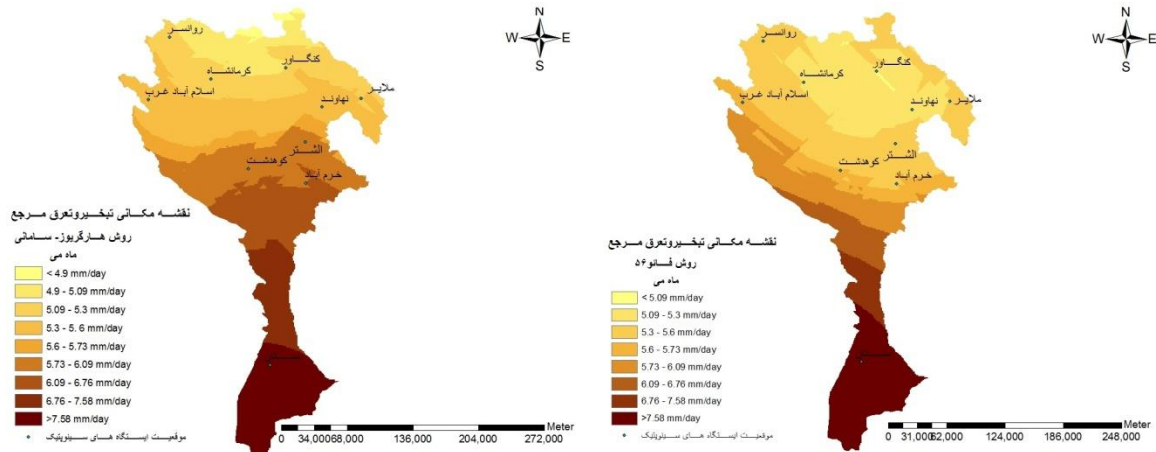 N
W E
S
روانسر
کرمانشاه
کنگاور
اسلام آباد غرب
نهاوند
ملایر
الشتر
کوهدشت
خرم آباد
نقشه مکانی تبخیروتعرق مرجع
روش هارگریوز- سامانی
ماه می
< 4.9 mm/day
4.9 - 5.09 mm/day
5.09 - 5.3 mm/day
5.3 - 5.6 mm/day
5.6 - 5.73 mm/day
5.73 - 6.09 mm/day
6.09 - 6.76 mm/day
6.76 - 7.58 mm/day
>7.58 mm/day
موقعیت ایستگاه های سینوپتیک
Meter
0 34,000 68,000 136,000 204,000 272,000
N
W E
S
روانسر
کنگاور
کرمانشاه
ملایر
نهاوند
اسلام آباد غرب
الشتر
کوهدشت
خرم آباد
نقشه مکانی تبخیروتعرق مرجع
روش فائو ۵۶
ماه می
< 5.09 mm/day
5.09 - 5.3 mm/day
5.3 - 5.6 mm/day
5.6 - 5.73 mm/day
5.73 - 6.09 mm/day
6.09 - 6.76 mm/day
6.76 - 7.58 mm/day
>7.58 mm/day
موقعیت ایستگاه های سینوپتیک
Meter
0 31,000 62,000 124,000 186,000 248,000